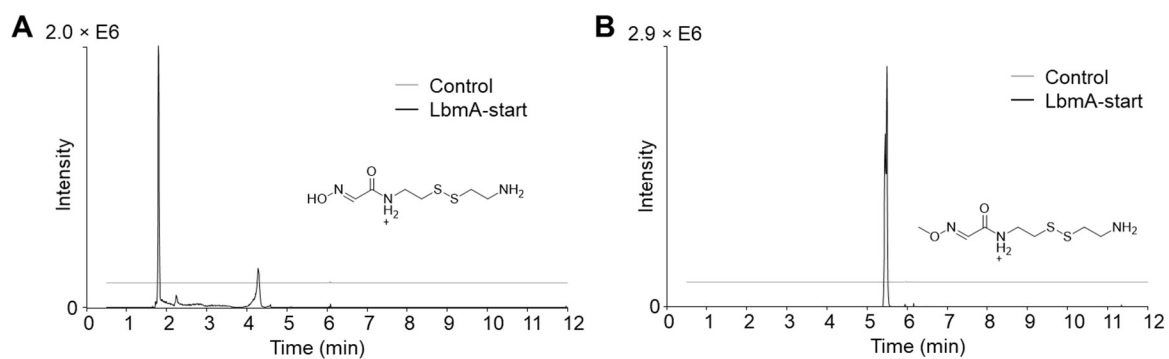 A
2.0 × E6
Control
LbmA-start
Intensity
O
HO
N
N
H2
+
S
S
NH2
0
0 1 2 3 4 5 6 7 8 9 10 11 12
Time (min)
B
2.9 × E6
Control
LbmA-start
Intensity
O
O
N
N
H2
+
S
S
NH2
0
0 1 2 3 4 5 6 7 8 9 10 11 12
Time (min)